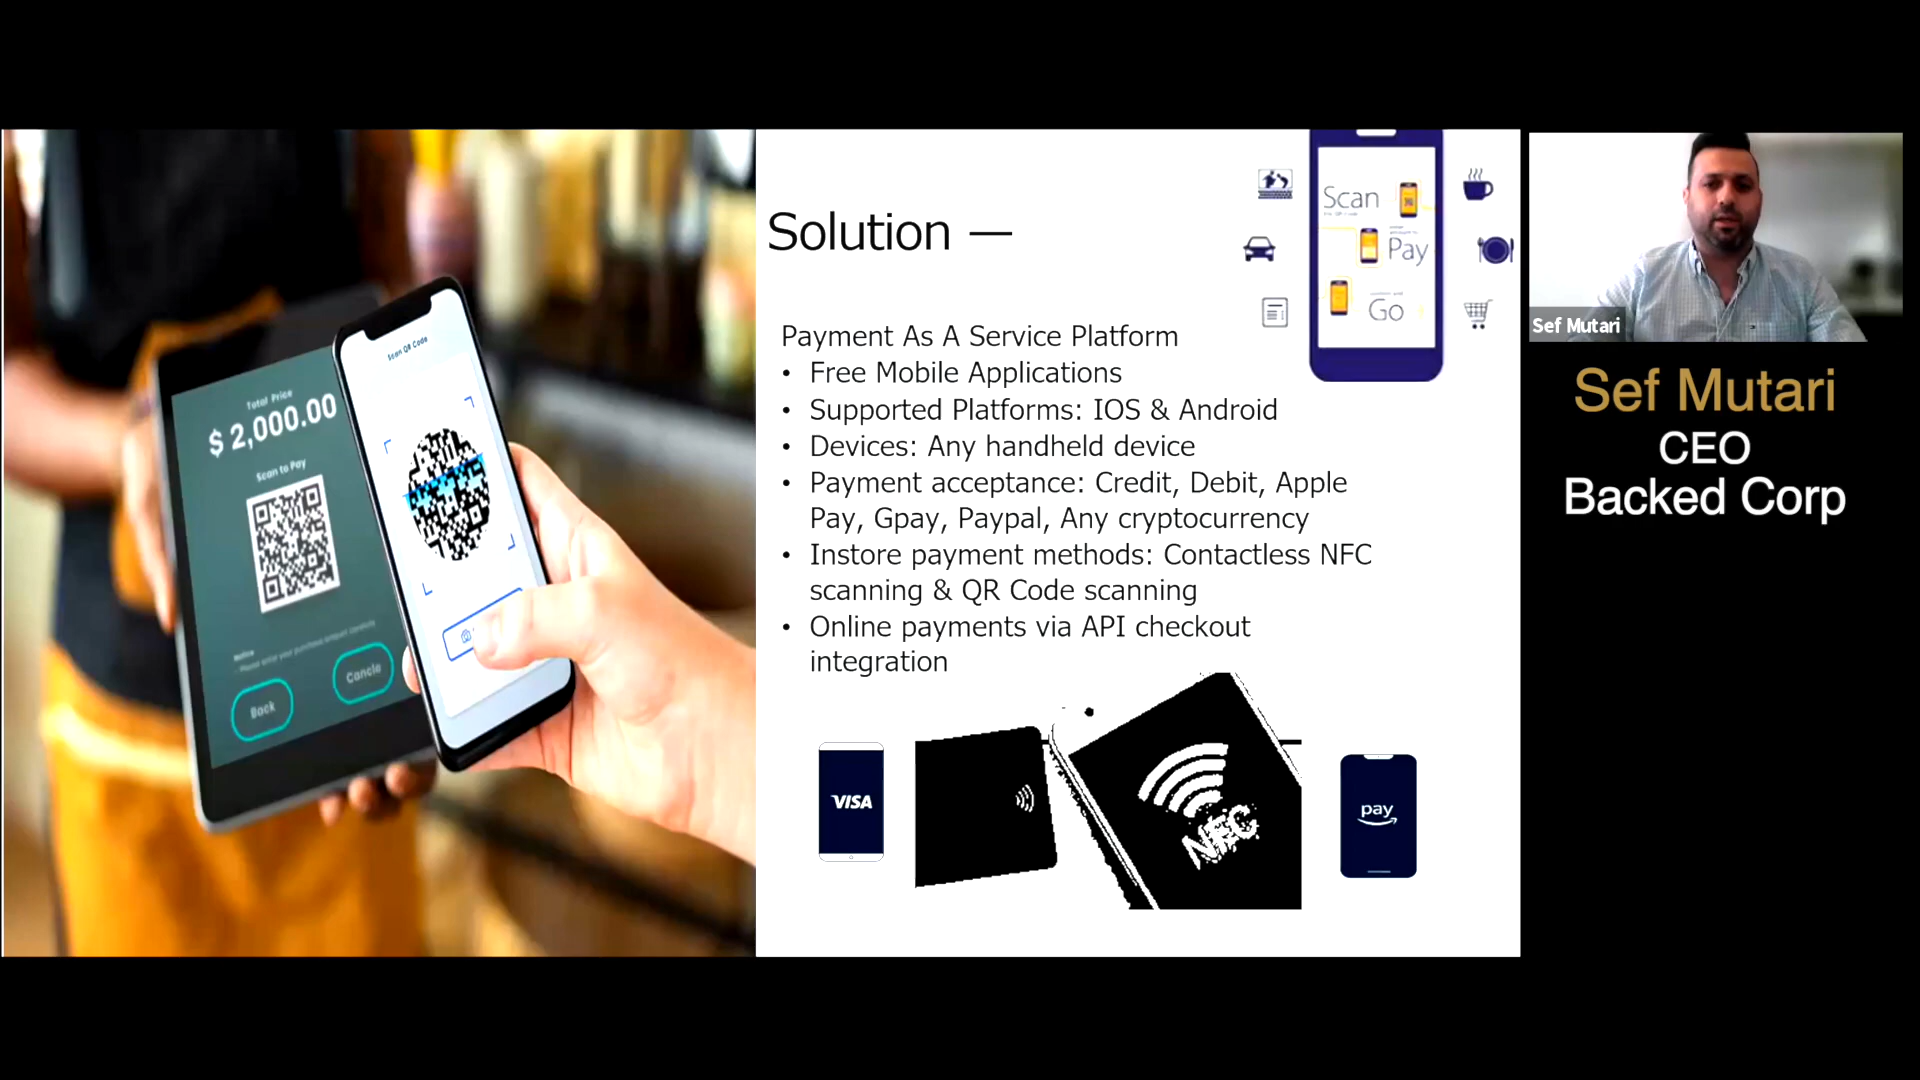 Total Price
$ 2,000.00
Scan to Pay
Notice
Back
Cancle
Scan QR Code
Solution —
Payment As A Service Platform
• Free Mobile Applications
• Supported Platforms: IOS & Android
• Devices: Any handheld device
• Payment acceptance: Credit, Debit, Apple
Pay, Gpay, Paypal, Any cryptocurrency
• Instore payment methods: Contactless NFC
scanning & QR Code scanning
• Online payments via API checkout
integration
Scan
Pay
Go
VISA
NFC
pay
Sef Mutari
Sef Mutari
CEO
Backed Corp